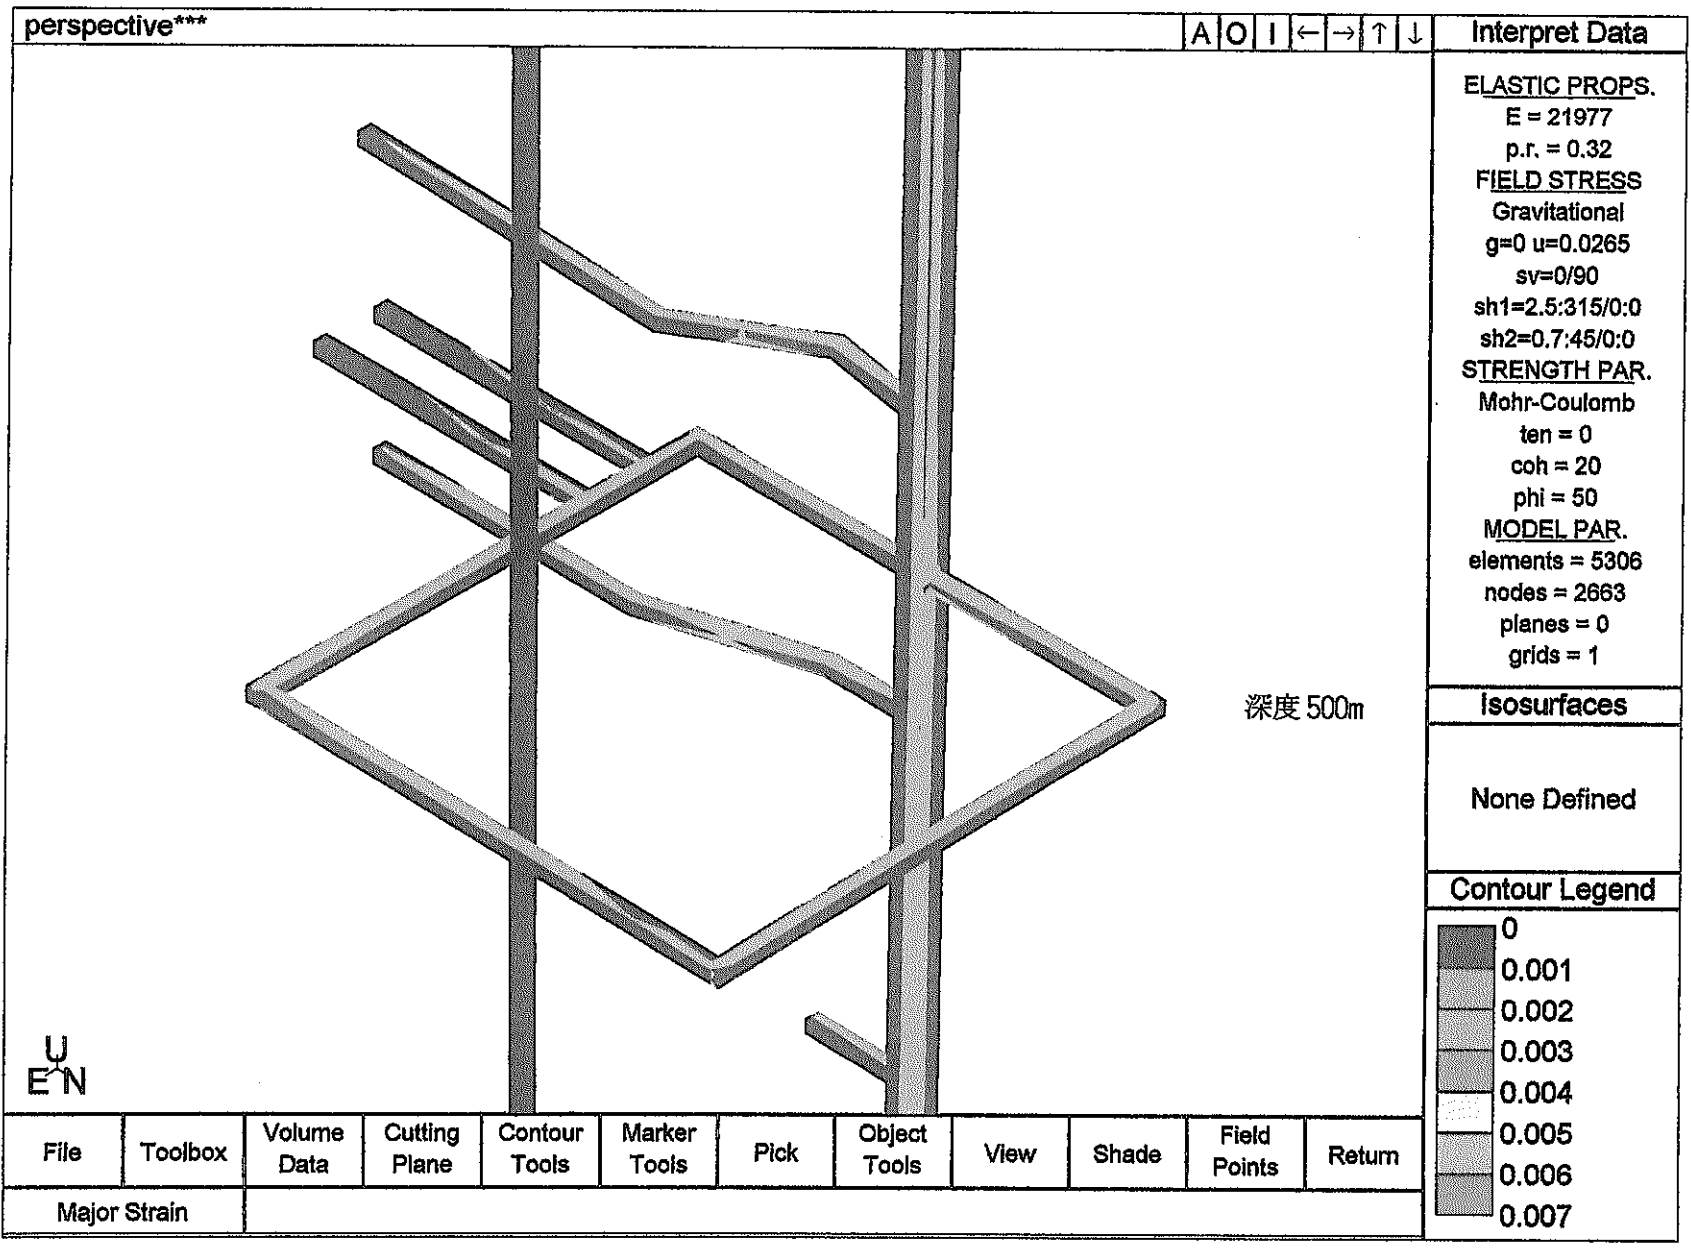 perspective***
A O I ← → ↑ ↓
Interpret Data
ELASTIC PROPS.
E = 21977
p.r. = 0.32
FIELD STRESS
Gravitational
g=0 u=0.0265
sv=0/90
sh1=2.5:315/0:0
sh2=0.7:45/0:0
STRENGTH PAR.
Mohr-Coulomb
ten = 0
coh = 20
phi = 50
MODEL PAR.
elements = 5306
nodes = 2663
planes = 0
grids = 1
Isosurfaces
None Defined
Contour Legend
0
0.001
0.002
0.003
0.004
0.005
0.006
0.007
深度 500m
U
E N
File
Toolbox
Volume
Data
Cutting
Plane
Contour
Tools
Marker
Tools
Pick
Object
Tools
View
Shade
Field
Points
Return
Major Strain